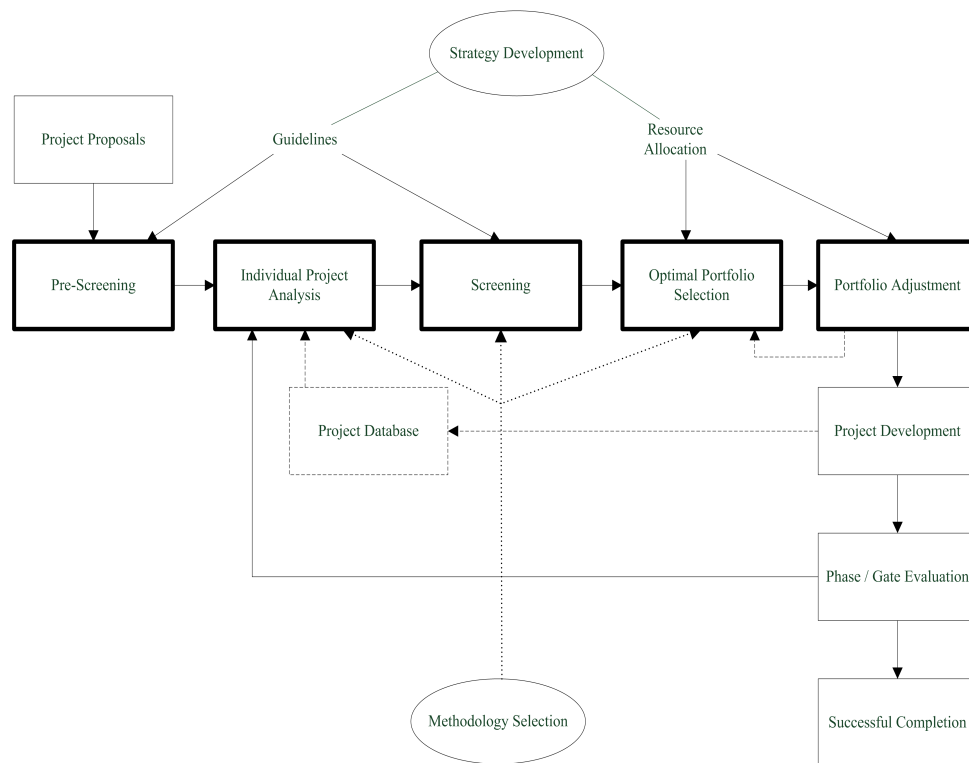 Strategy Development
Project Proposals
Guidelines
Resource
Allocation
Pre-Screening
Individual Project
Analysis
Screening
Optimal Portfolio
Selection
Portfolio Adjustment
Project Database
Project Development
Phase / Gate Evaluation
Methodology Selection
Successful Completion